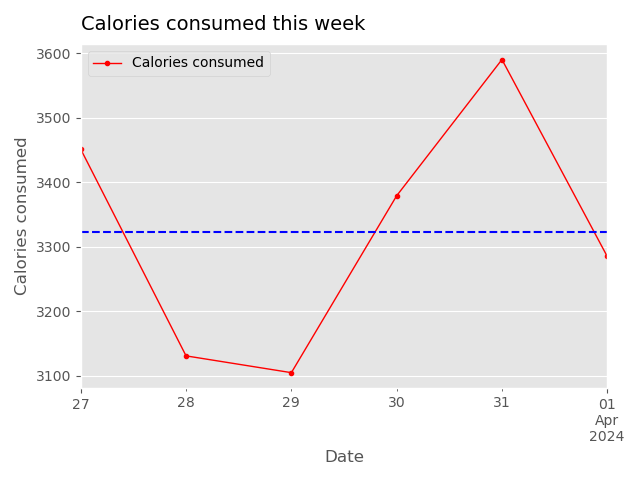 Calories consumed this week
Calories consumed
Calories consumed
3600
3500
3400
3300
3200
3100
27
28
29
30
31
01
Apr
2024
Date